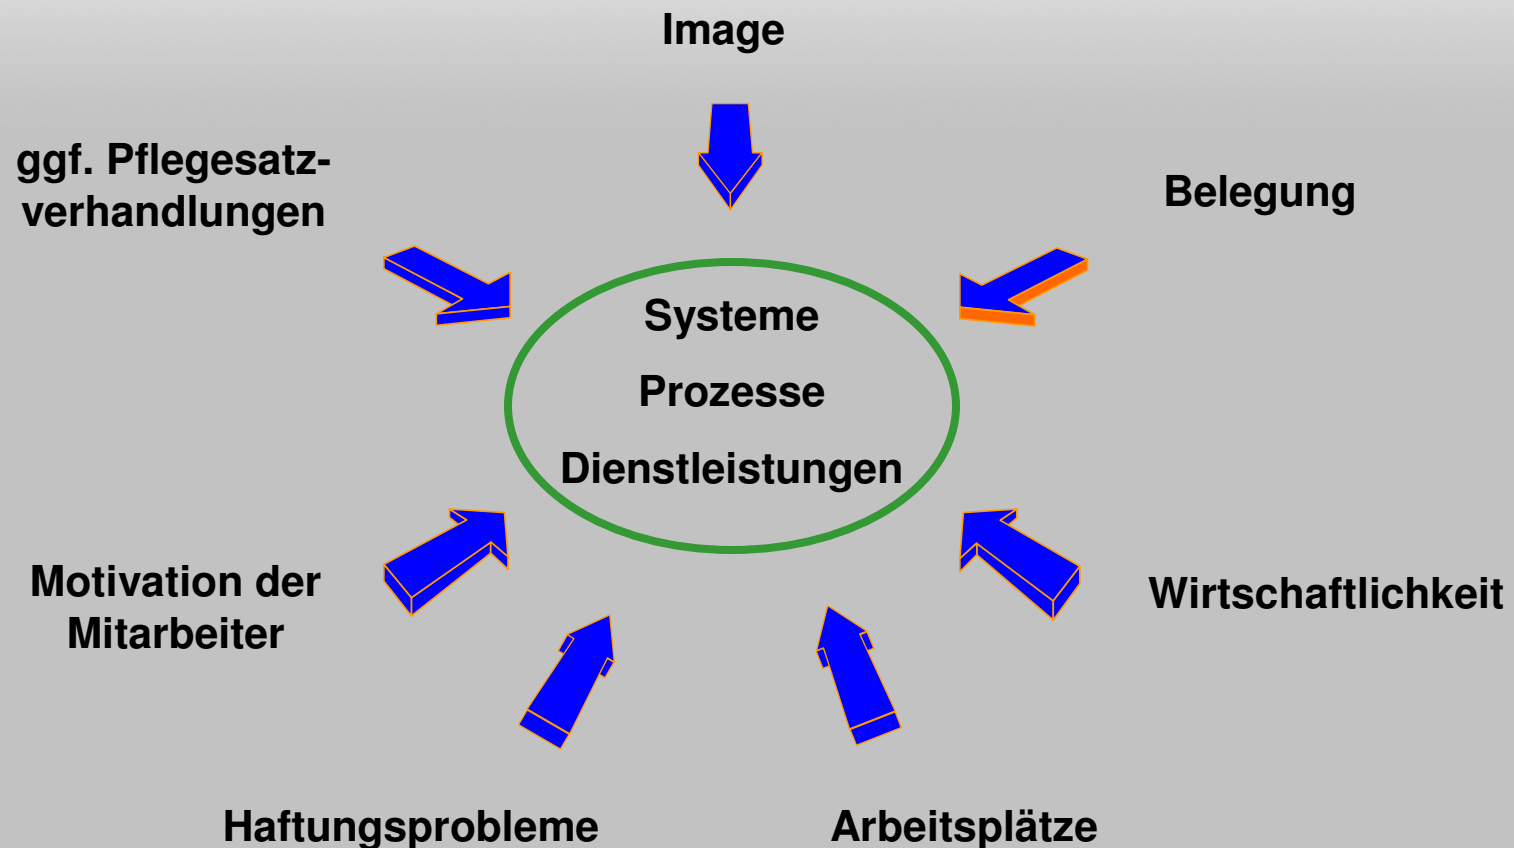 Image
ggf. Pflegesatz-
verhandlungen
Belegung
Systeme
Prozesse
Dienstleistungen
Motivation der
Mitarbeiter
Wirtschaftlichkeit
Haftungsprobleme
Arbeitsplätze